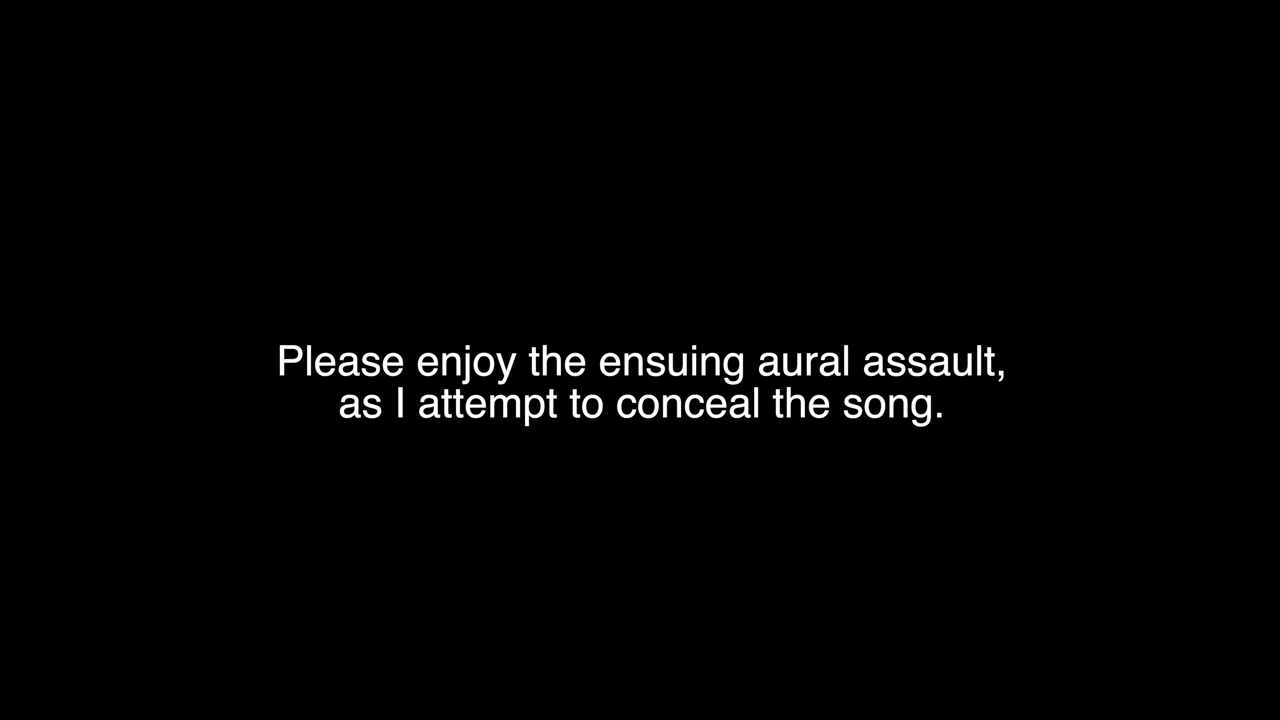 Please enjoy the ensuing aural assault,
as I attempt to conceal the song.